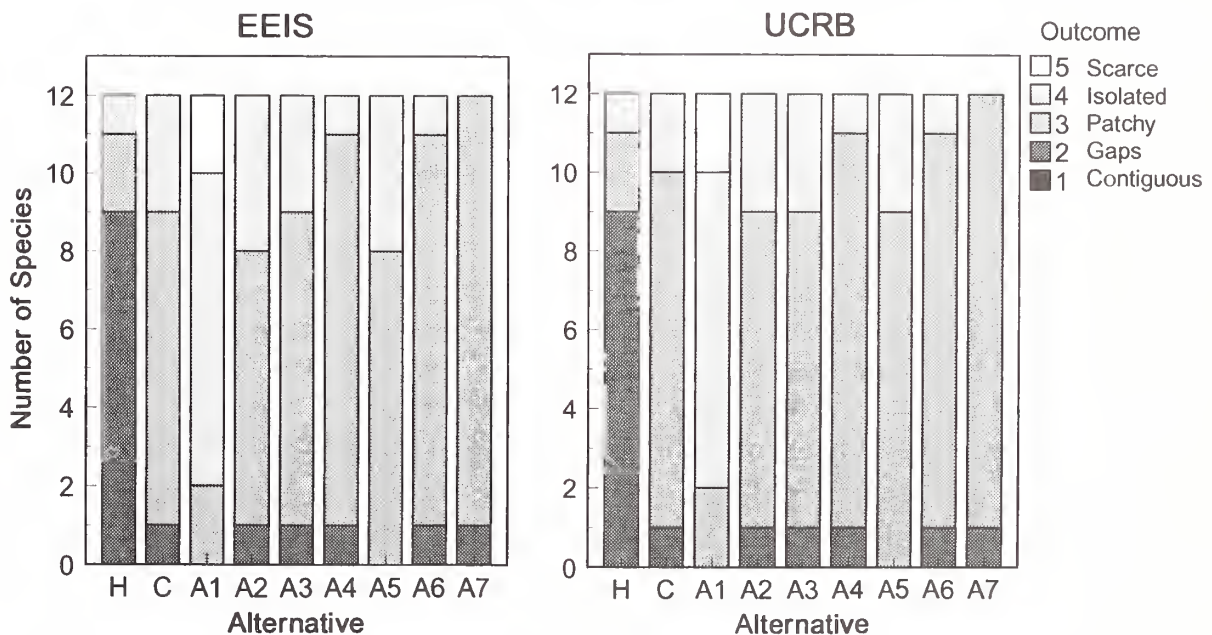 EEIS
UCRB
Outcome
5 Scarce
4 Isolated
3 Patchy
2 Gaps
1 Contiguous
Number of Species
12
10
8
6
4
2
0
H C A1 A2 A3 A4 A5 A6 A7
Alternative
12
10
8
6
4
2
0
H C A1 A2 A3 A4 A5 A6 A7
Alternative